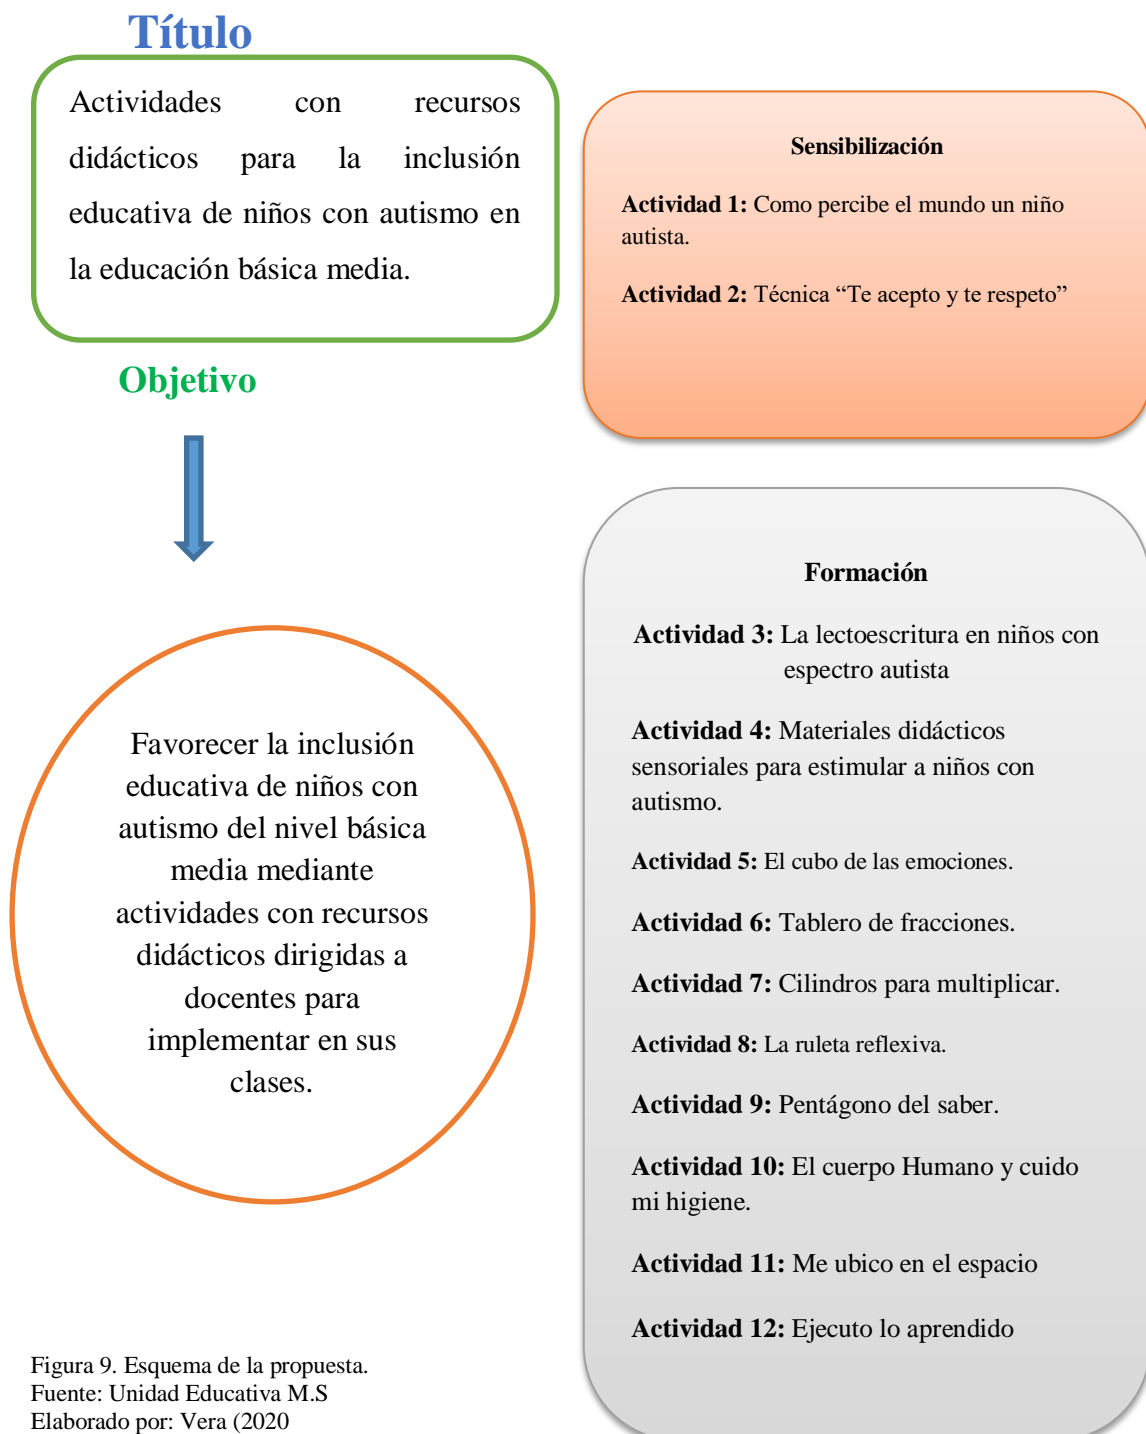 Título
Actividades con recursos
didácticos para la inclusión
educativa de niños con autismo en
la educación básica media.
Objetivo
Favorecer la inclusión
educativa de niños con
autismo del nivel básica
media mediante
actividades con recursos
didácticos dirigidas a
docentes para
implementar en sus
clases.
Sensibilización
Actividad 1: Como percibe el mundo un niño
autista.
Actividad 2: Técnica “Te acepto y te respeto”
Formación
Actividad 3: La lectoescritura en niños con
espectro autista
Actividad 4: Materiales didácticos
sensoriales para estimular a niños con
autismo.
Actividad 5: El cubo de las emociones.
Actividad 6: Tablero de fracciones.
Actividad 7: Cilindros para multiplicar.
Actividad 8: La ruleta reflexiva.
Actividad 9: Pentágono del saber.
Actividad 10: El cuerpo Humano y cuido
mi higiene.
Actividad 11: Me ubico en el espacio
Actividad 12: Ejecuto lo aprendido
Figura 9. Esquema de la propuesta.
Fuente: Unidad Educativa M.S
Elaborado por: Vera (2020